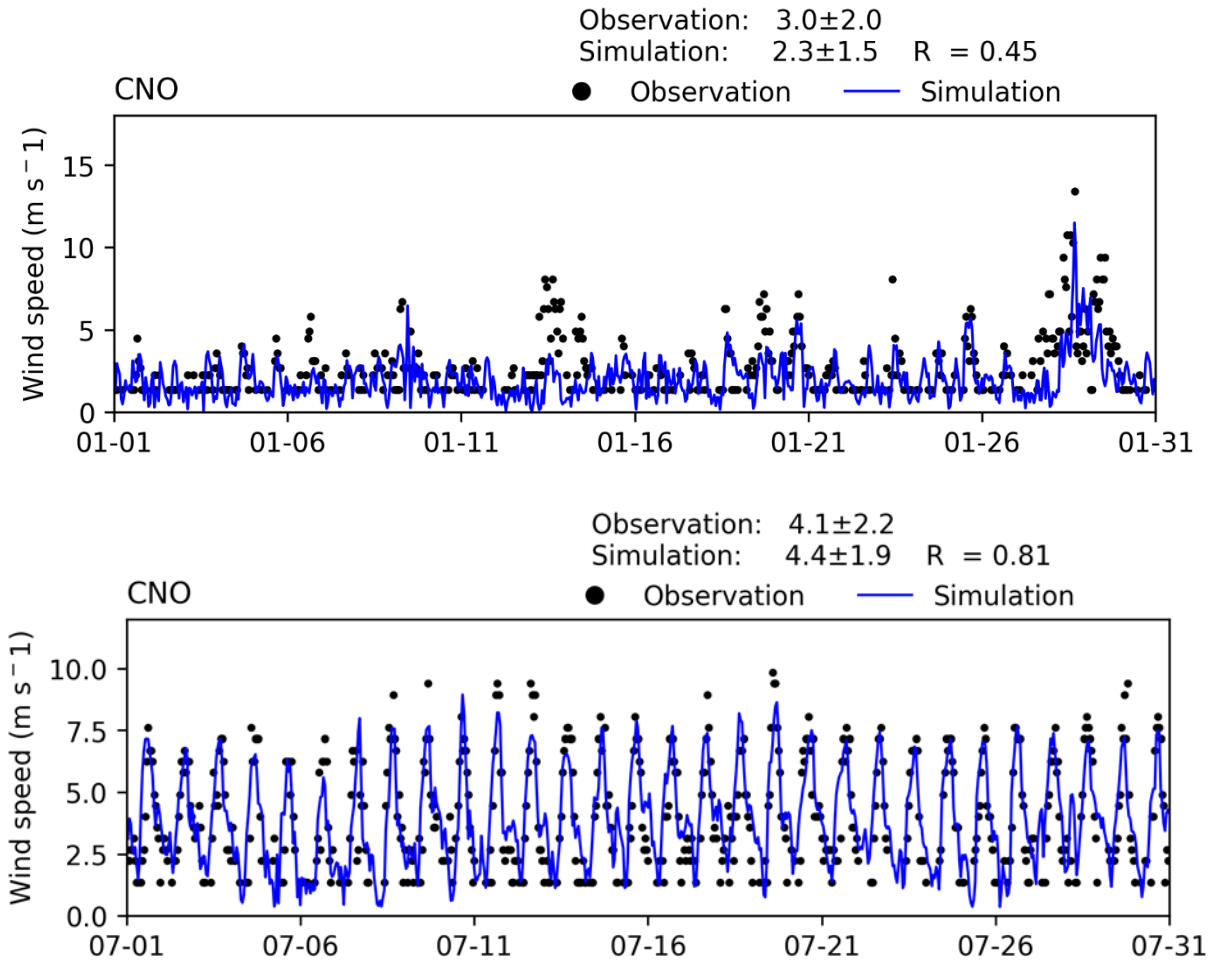 Observation: 3.0±2.0
Simulation: 2.3±1.5 R = 0.45
CNO
Observation Simulation
Wind speed (m s⁻1)
15
10
5
0
01-01 01-06 01-11 01-16 01-21 01-26 01-31
Observation: 4.1±2.2
Simulation: 4.4±1.9 R = 0.81
CNO
Observation Simulation
Wind speed (m s⁻1)
10.0
7.5
5.0
2.5
0.0
07-01 07-06 07-11 07-16 07-21 07-26 07-31